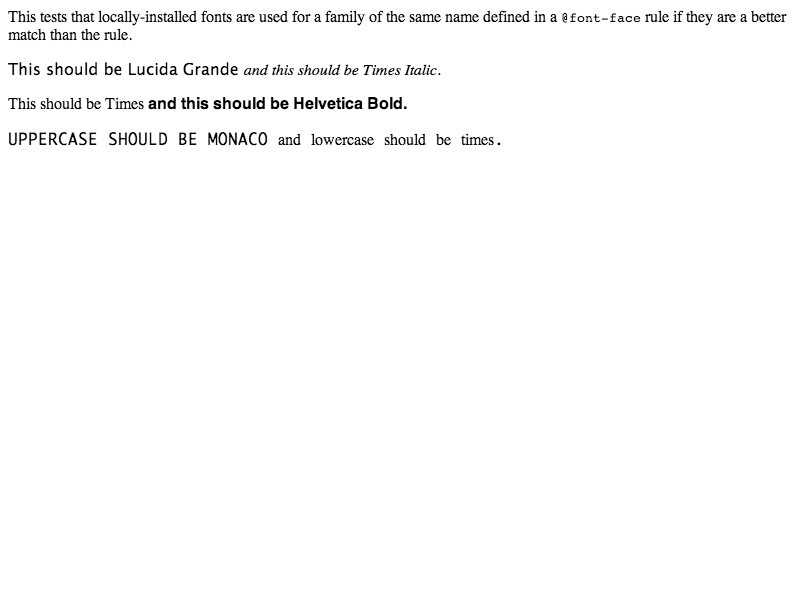 This tests that locally-installed fonts are used for a family of the same name defined in a @font-face rule if they are a better
match than the rule.
This should be Lucida Grande and this should be Times Italic.
This should be Times and this should be Helvetica Bold.
UPPERCASE SHOULD BE MONACO and lowercase should be times.